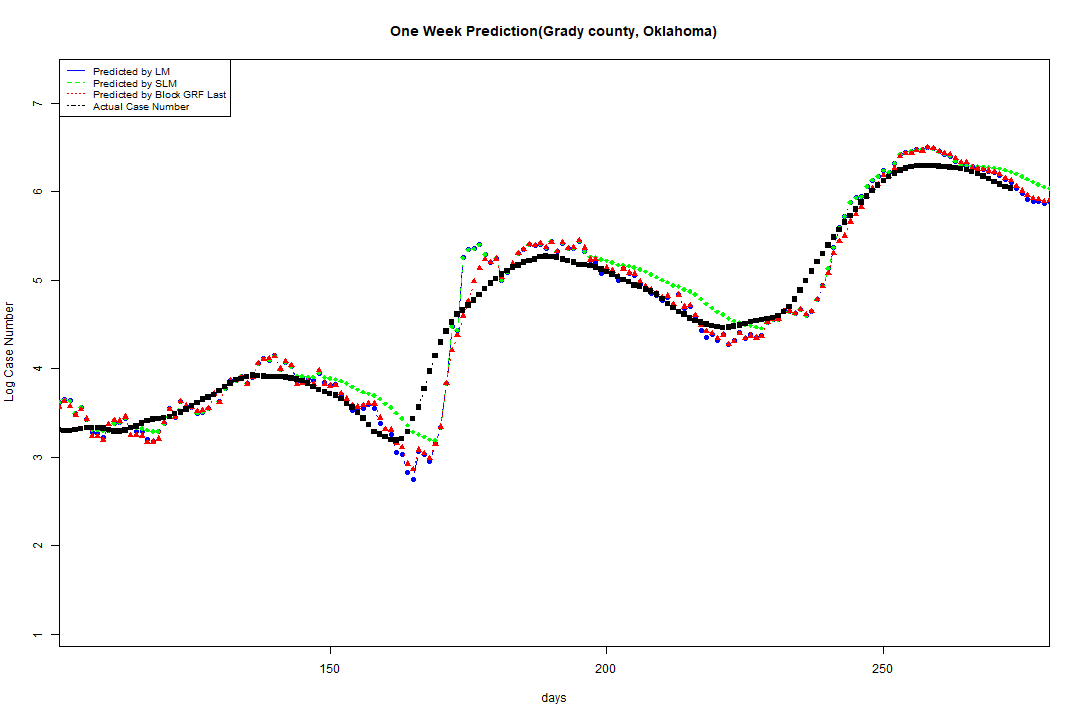 One Week Prediction(Grady county, Oklahoma)
Predicted by LM
Predicted by SLM
Predicted by Block GRF Last
Actual Case Number
7
6
5
4
3
2
1
Log Case Number
150
200
250
days